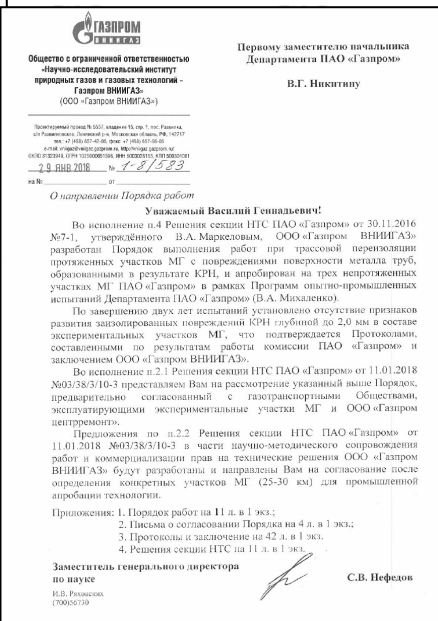 ГАЗПРОМ
ВНИИГАЗ
Общество с ограниченной ответственностью
«Научно-исследовательский институт
природных газов и газовых технологий –
Газпром ВНИИГАЗ»
(ООО «Газпром ВНИИГАЗ»)
Первому заместителю начальника
Департамента ПАО «Газпром»
В.Г. Никитину
29 ЯНВ 2018 № 1-8/583
на № от
О направлении Порядка работ
Уважаемый Василий Геннадьевич!
Во исполнение п.4 Решения секции НТС ПАО «Газпром» от 30.11.2016
№7-1, утверждённого В.А. Маркеловым, ООО «Газпром ВНИИГАЗ»
разработан Порядок выполнения работ при трассовой переизоляции
протяженных участков МГ с повреждениями поверхности металла труб,
образованными в результате КРН, и апробирован на трех непротяженных
участках МГ ПАО «Газпром» в рамках Программ опытно-промышленных
испытаний Департамента ПАО «Газпром» (В.А. Михаленко).
По завершению двух лет испытаний установлено отсутствие признаков
развития заизолированных повреждений КРН глубиной до 2,0 мм в составе
экспериментальных участков МГ, что подтверждается Протоколами,
составленными по результатам работы комиссии ПАО «Газпром» и
заключением ООО «Газпром ВНИИГАЗ».
Во исполнение п.2.1 Решения секции НТС ПАО «Газпром» от 11.01.2018
№03/38/3/10-3 представляем Вам на рассмотрение указанный выше Порядок,
предварительно согласованный с газотранспортными Обществами,
эксплуатирующими экспериментальные участки МГ и ООО «Газпром
центрремонт».
Предложения по п.2.2 Решения секции НТС ПАО «Газпром» от
11.01.2018 №03/38/3/10-3 в части научно-методического сопровождения
работ и коммерциализации прав на технические решения ООО «Газпром
ВНИИГАЗ» будут разработаны и направлены Вам на согласование после
определения конкретных участков МГ (25-30 км) для промышленной
апробации технологии.
Приложения: 1. Порядок работ на 11 л. в 1 экз.;
2. Письма о согласовании Порядка на 4 л. в 1 экз.;
3. Протоколы и заключение на 42 л. в 1 экз.
4. Решения секции НТС на 11 л. в 1 экз.
Заместитель генерального директора
по науке
С.В. Нефедов
И.В. Ряховских
(700)56730